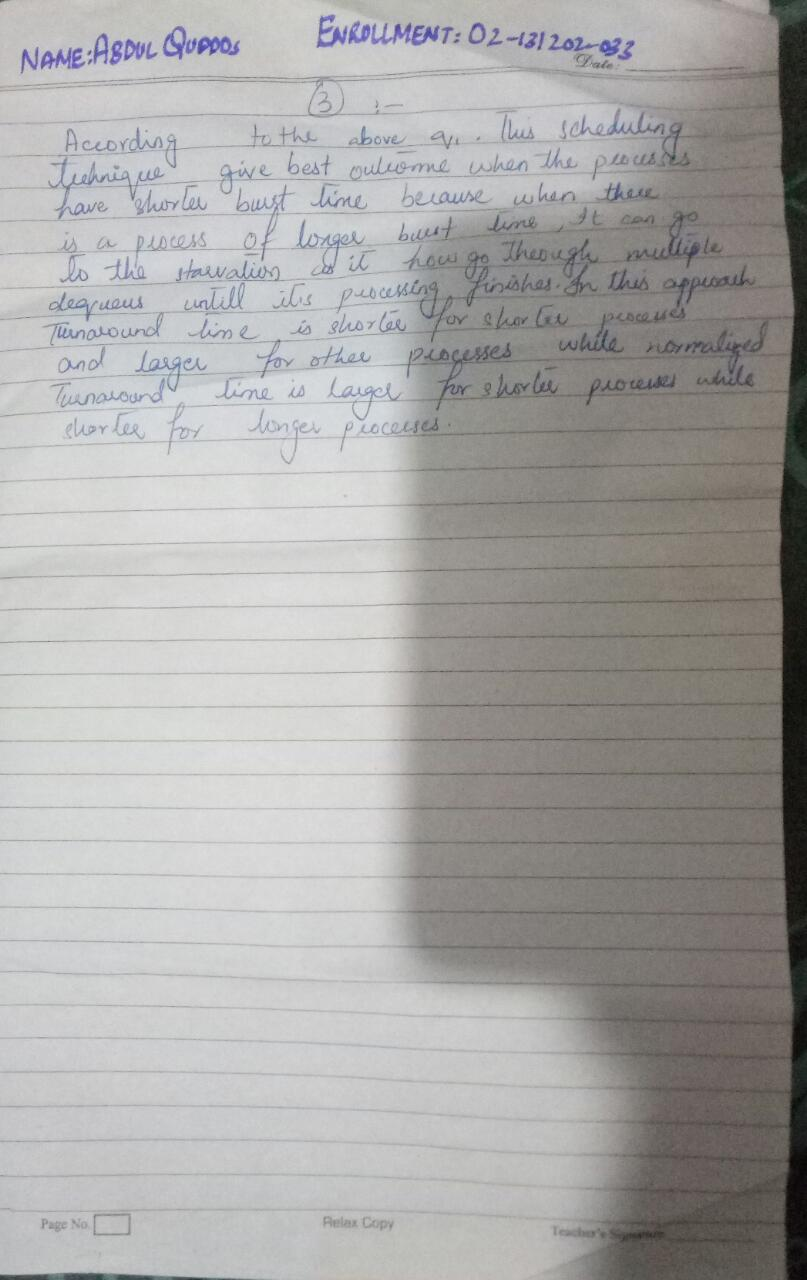 NAME: ABDUL QUDDOS ENROLLMENT: 02-131202-033
Date:
3 :-
According to the above q,. This scheduling
technique give best outcome when the processes
have shorter burst time because when there
is a process of longer burst time, It can go
to the starvation as it how go through multiple
dequeues untill it's processing finishes. In this approach
Turnaround time is shorter for shorter processes
and larger for other processes while normalized
Turnaround time is larger for shorter processes while
shorter for longer processes.
Page No. Relax Copy Teacher's Signature